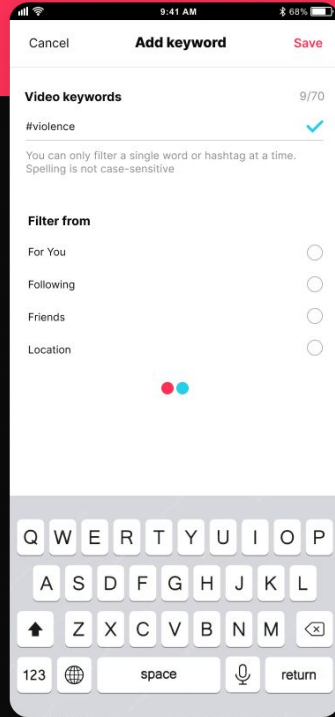 9:41 AM 68%
Cancel Add keyword Save
Video keywords 9/70
#violence
You can only filter a single word or hashtag at a time.
Spelling is not case-sensitive
Filter from
For You
Following
Friends
Location
Q W E R T Y U I O P
A S D F G H J K L
Z X C V B N M
123 space return